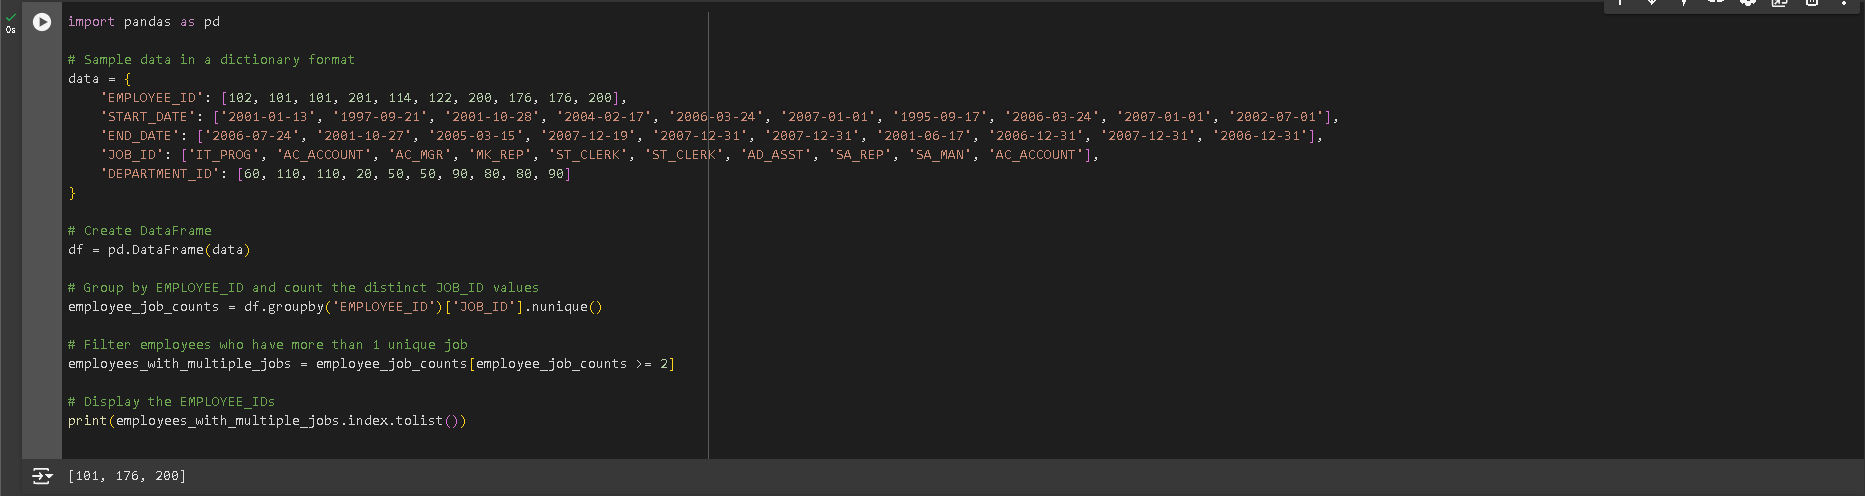 import pandas as pd
0s
# Sample data in a dictionary format
data = {
'EMPLOYEE_ID': [102, 101, 101, 201, 114, 122, 200, 176, 176, 200],
'START_DATE': ['2001-01-13', '1997-09-21', '2001-10-28', '2004-02-17', '2006-03-24', '2007-01-01', '1995-09-17', '2006-03-24', '2007-01-01', '2002-07-01'],
'END_DATE': ['2006-07-24', '2001-10-27', '2005-03-15', '2007-12-19', '2007-12-31', '2007-12-31', '2001-06-17', '2006-12-31', '2007-12-31', '2006-12-31'],
'JOB_ID': ['IT_PROG', 'AC_ACCOUNT', 'AC_MGR', 'MK_REP', 'ST_CLERK', 'ST_CLERK', 'AD_ASST', 'SA_REP', 'SA_MAN', 'AC_ACCOUNT'],
'DEPARTMENT_ID': [60, 110, 110, 20, 50, 50, 90, 80, 80, 90]
}
# Create DataFrame
df = pd.DataFrame(data)
# Group by EMPLOYEE_ID and count the distinct JOB_ID values
employee_job_counts = df.groupby('EMPLOYEE_ID')['JOB_ID'].nunique()
# Filter employees who have more than 1 unique job
employees_with_multiple_jobs = employee_job_counts[employee_job_counts >= 2]
# Display the EMPLOYEE_IDs
print(employees_with_multiple_jobs.index.tolist())
[101, 176, 200]